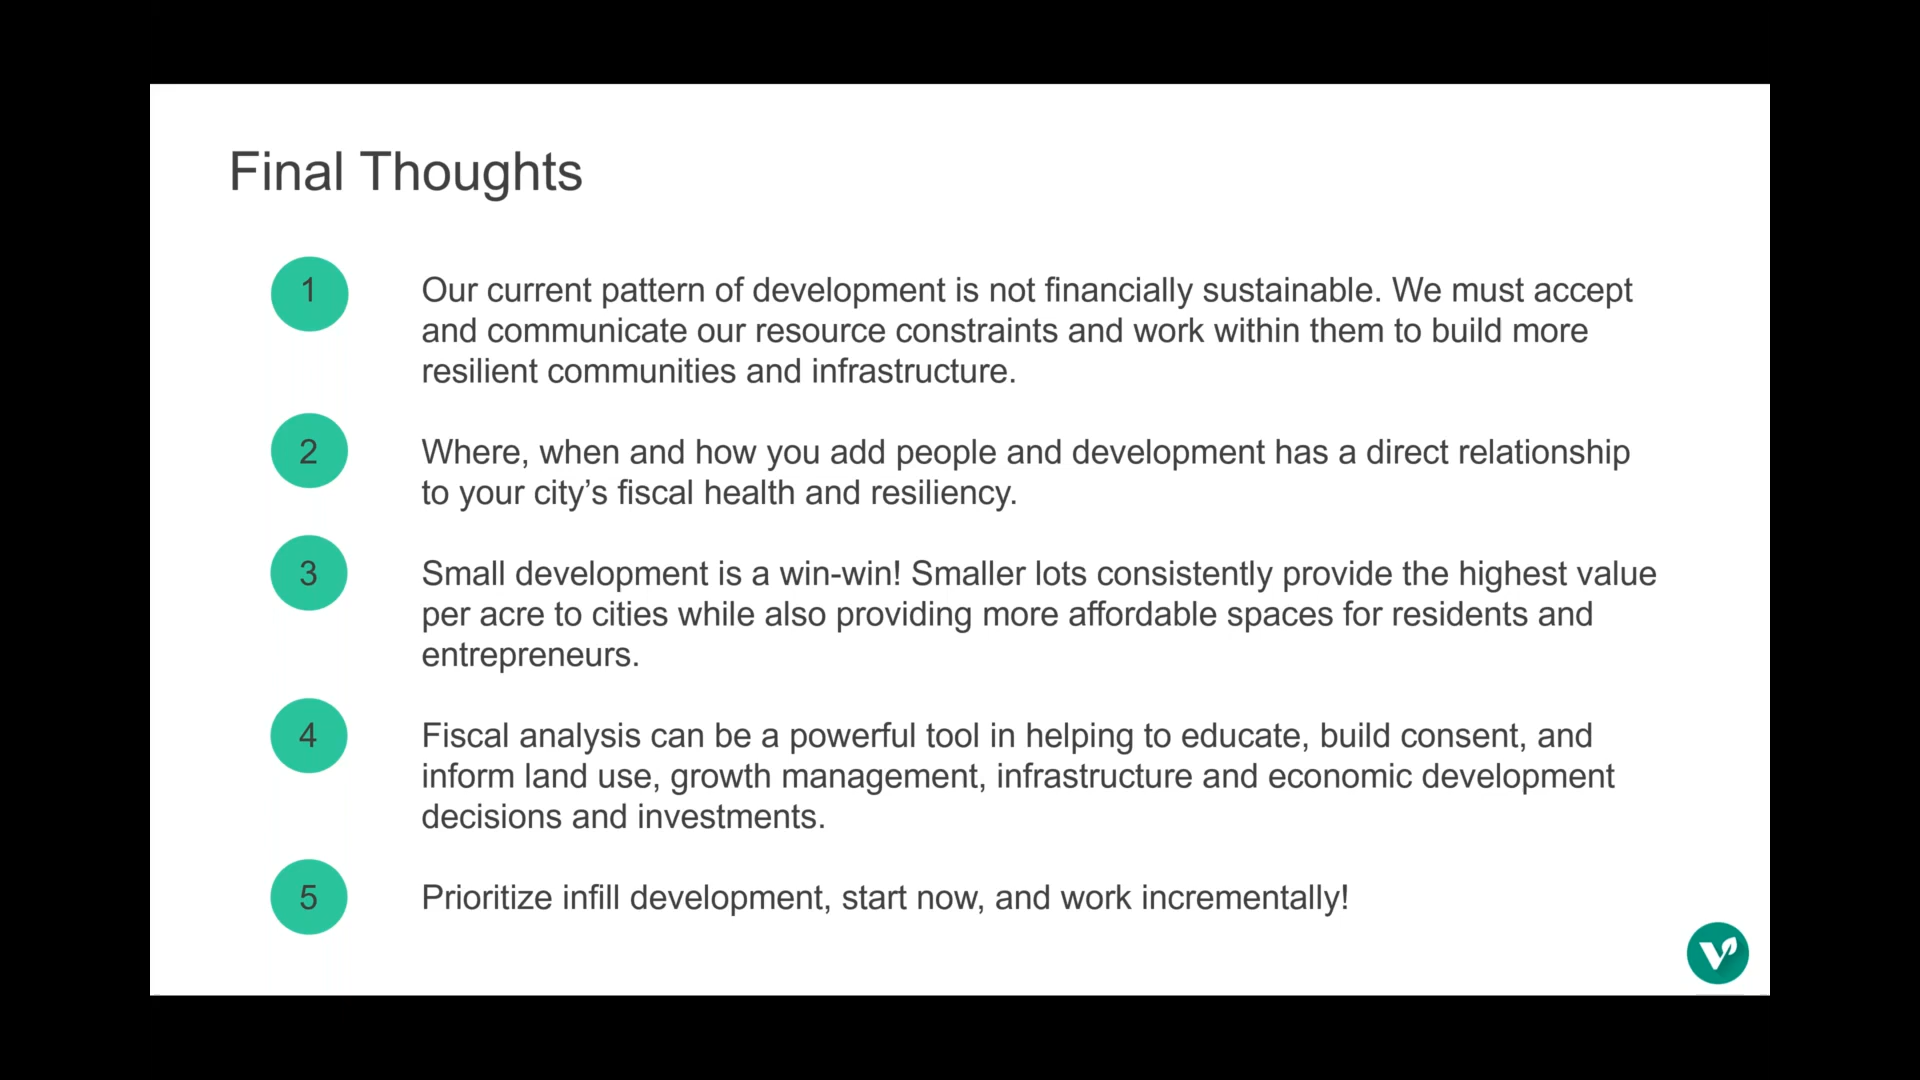 Final Thoughts
1
Our current pattern of development is not financially sustainable. We must accept
and communicate our resource constraints and work within them to build more
resilient communities and infrastructure.
2
Where, when and how you add people and development has a direct relationship
to your city’s fiscal health and resiliency.
3
Small development is a win-win! Smaller lots consistently provide the highest value
per acre to cities while also providing more affordable spaces for residents and
entrepreneurs.
4
Fiscal analysis can be a powerful tool in helping to educate, build consent, and
inform land use, growth management, infrastructure and economic development
decisions and investments.
5
Prioritize infill development, start now, and work incrementally!